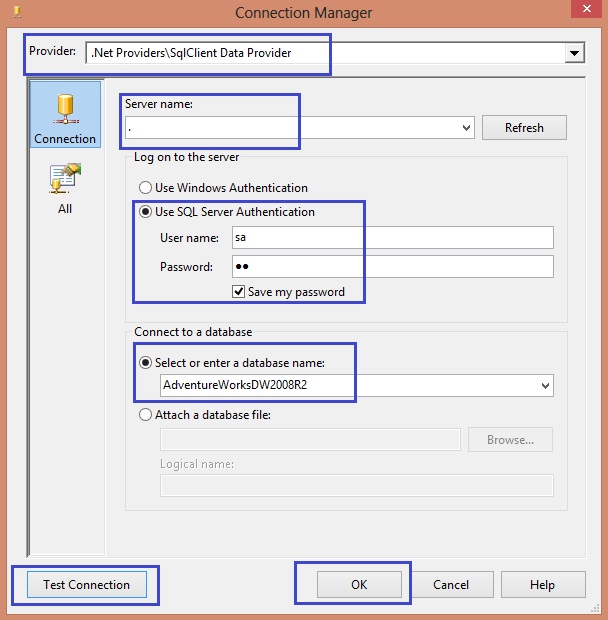 Connection Manager
Provider: .Net Providers\SqlClient Data Provider
Connection
All
Server name:
. Refresh
Log on to the server
Use Windows Authentication
Use SQL Server Authentication
User name: sa
Password: ●●
Save my password
Connect to a database
Select or enter a database name:
AdventureWorksDW2008R2
Attach a database file:
Browse...
Logical name:
Test Connection OK Cancel Help